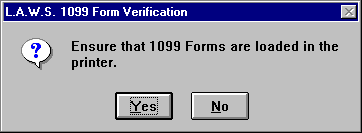 L.A.W.S. 1099 Form Verification
Ensure that 1099 Forms are loaded in the
printer.
Yes
No